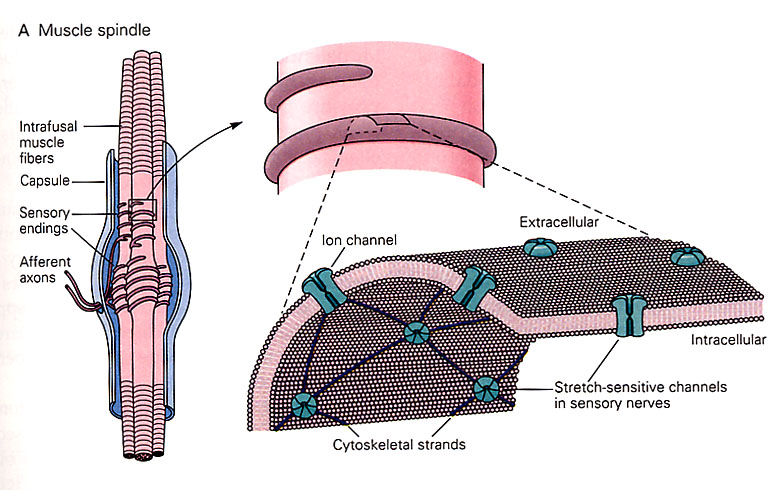 A Muscle spindle
Intrafusal
muscle
fibers
Capsule
Sensory
endings
Afferent
axons
Ion channel
Extracellular
Intracellular
Stretch-sensitive channels
in sensory nerves
Cytoskeletal strands